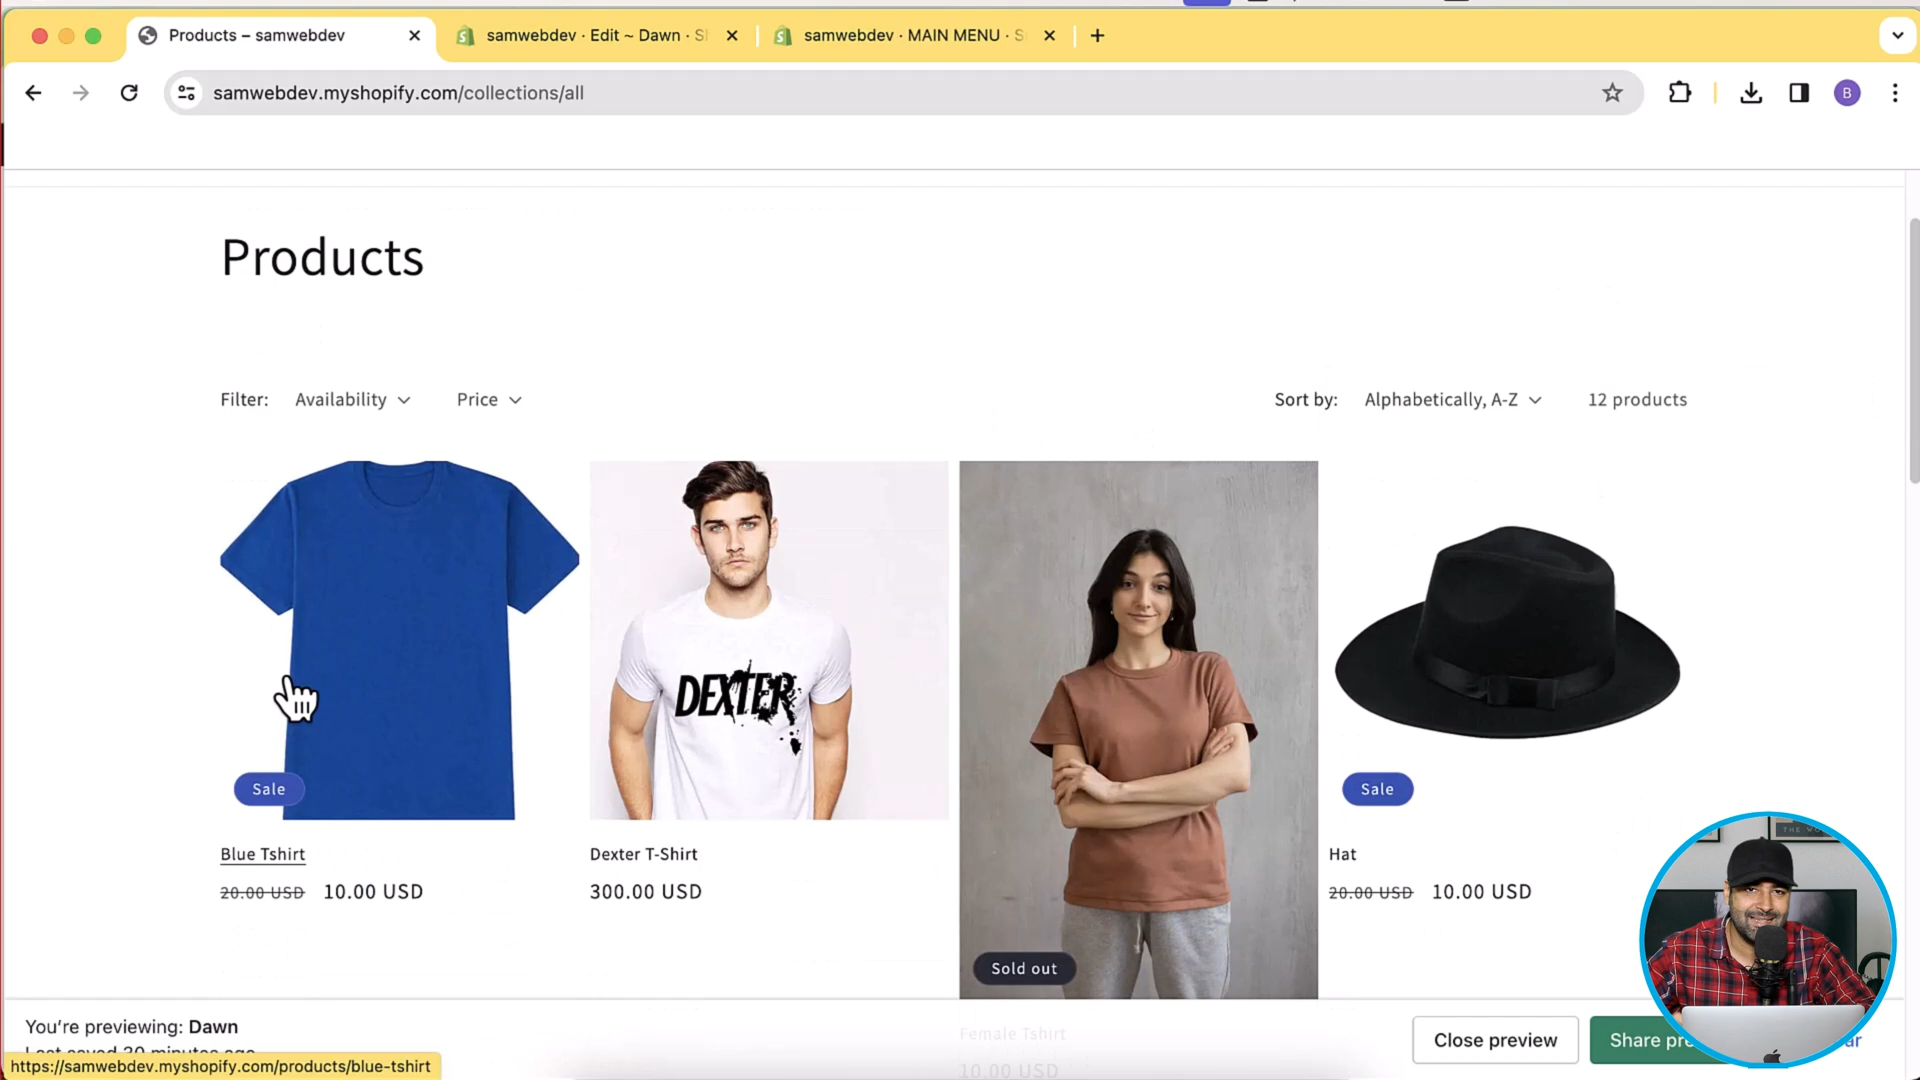 Products – samwebdev
samwebdev · Edit ~ Dawn · S
samwebdev · MAIN MENU · S
samwebdev.myshopify.com/collections/all
B
Products
Filter: Availability Price
Sort by: Alphabetically, A-Z 12 products
DEXTER
Sale
Sale
Blue Tshirt
Dexter T-Shirt
Hat
20.00 USD 10.00 USD
300.00 USD
20.00 USD 10.00 USD
Sold out
Female Tshirt
10.00 USD
You're previewing: Dawn
Last saved 20 minutes ago
https://samwebdev.myshopify.com/products/blue-tshirt
Close preview
Share pre